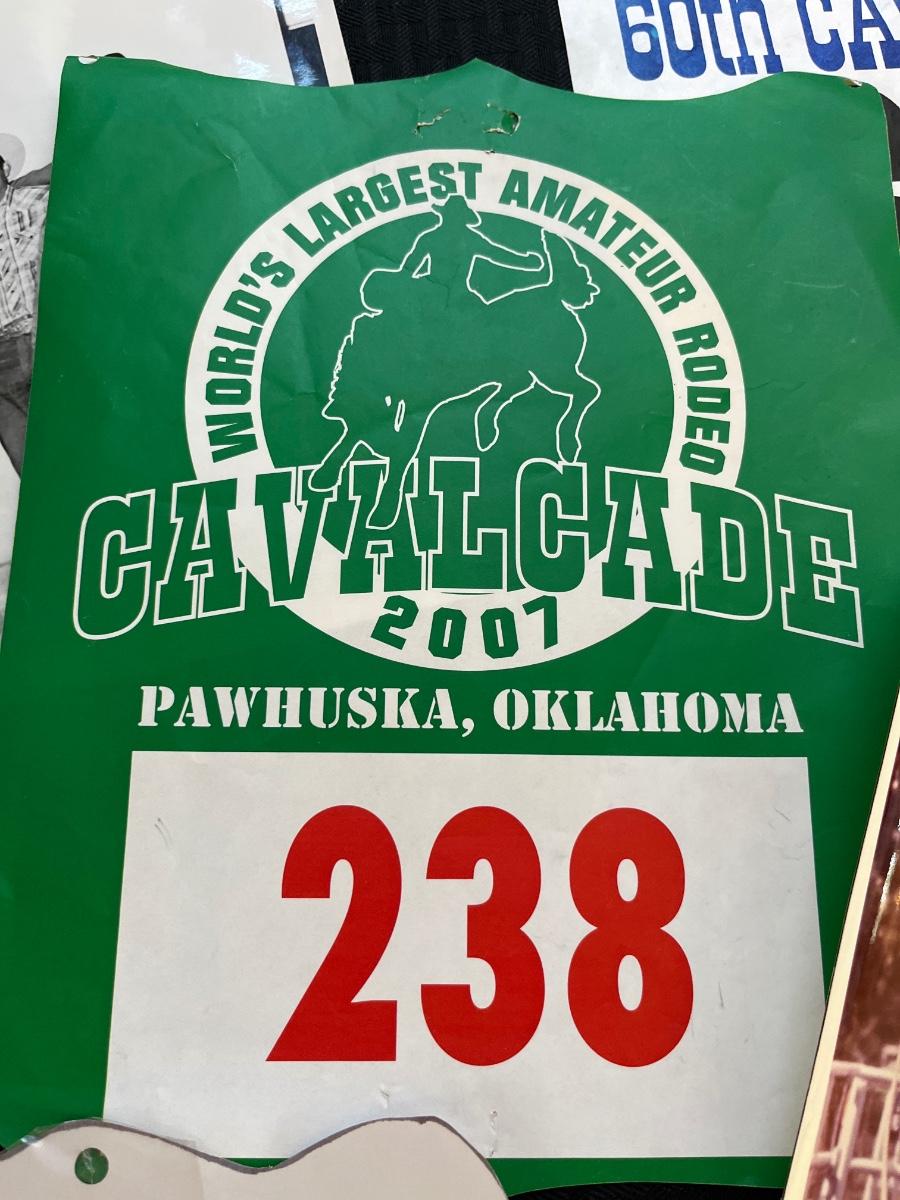 60th CA
WORLD'S LARGEST AMATEUR RODEO
CAVALCADE
2007
PAWHUSKA, OKLAHOMA
238